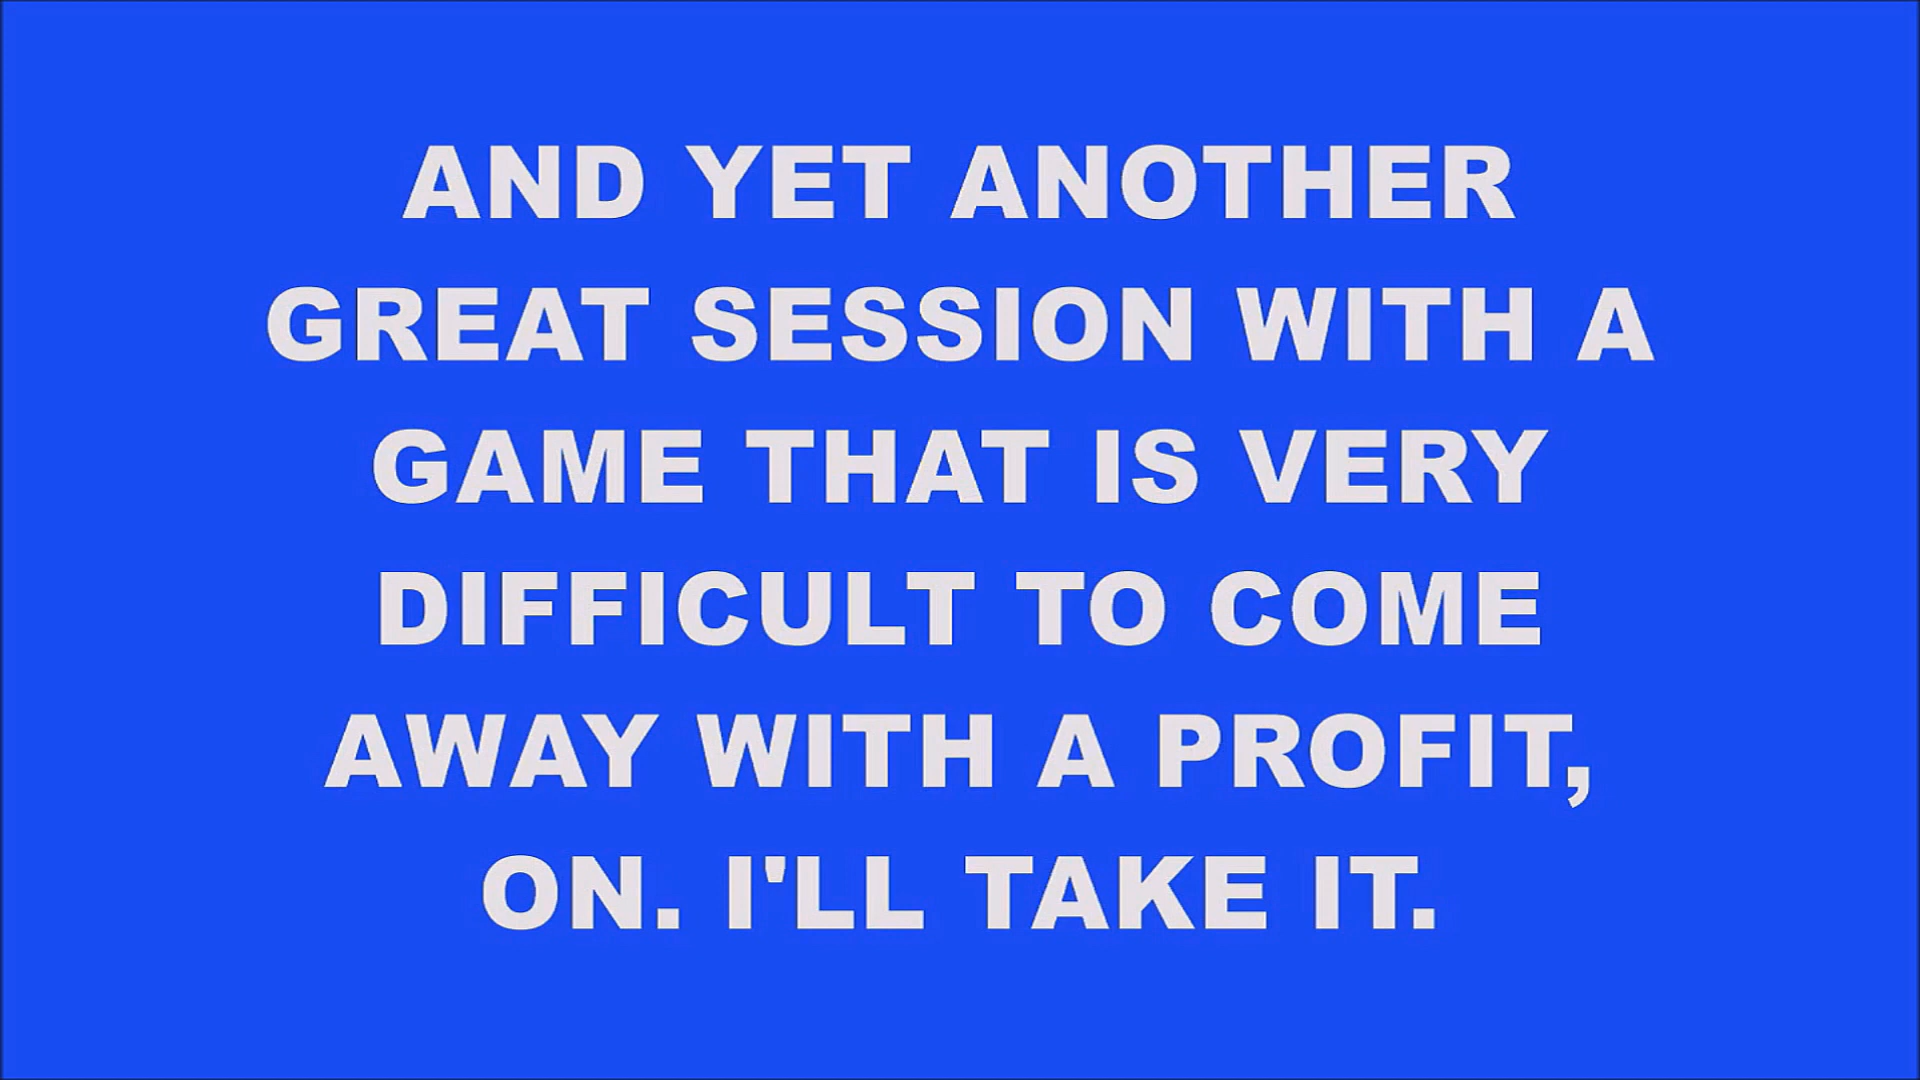 AND YET ANOTHER
GREAT SESSION WITH A
GAME THAT IS VERY
DIFFICULT TO COME
AWAY WITH A PROFIT,
ON. I'LL TAKE IT.